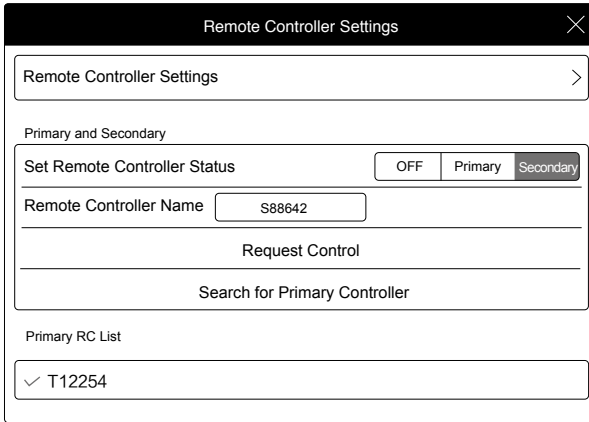 Remote Controller Settings
Remote Controller Settings
Primary and Secondary
Set Remote Controller Status OFF Primary Secondary
Remote Controller Name S88642
Request Control
Search for Primary Controller
Primary RC List
T12254